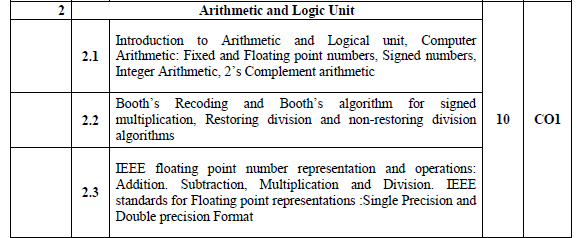 2 Arithmetic and Logic Unit
2.1 Introduction to Arithmetic and Logical unit, Computer
Arithmetic: Fixed and Floating point numbers, Signed numbers,
Integer Arithmetic, 2's Complement arithmetic
2.2 Booth's Recoding and Booth's algorithm for signed
multiplication, Restoring division and non-restoring division
algorithms
10 CO1
2.3 IEEE floating point number representation and operations:
Addition. Subtraction, Multiplication and Division. IEEE
standards for Floating point representations :Single Precision and
Double precision Format